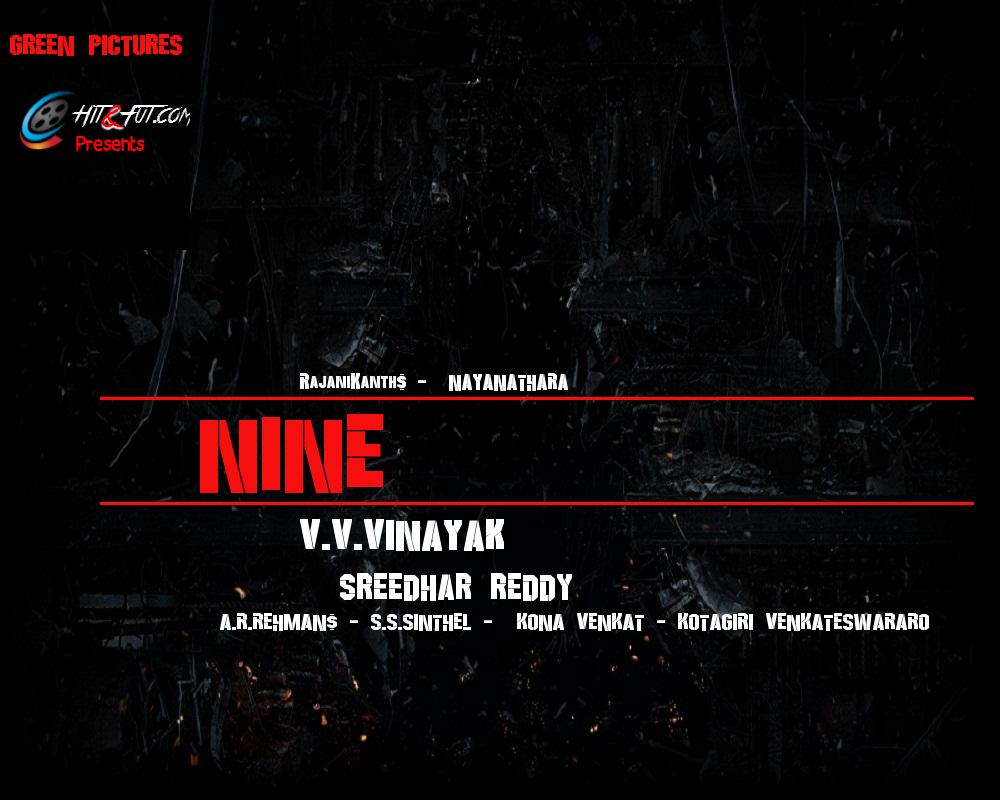 GREEN PICTURES
HIT&FUT.COM
Presents
RAJANIKANTH$ - NAYANATHARA
NINE
V.V.VINAYAK
SREEDHAR REDDY
A.R.REHMAN$ - S.S.SINTHEL - KONA VENKAT - KOTAGIRI VENKATESWARARO